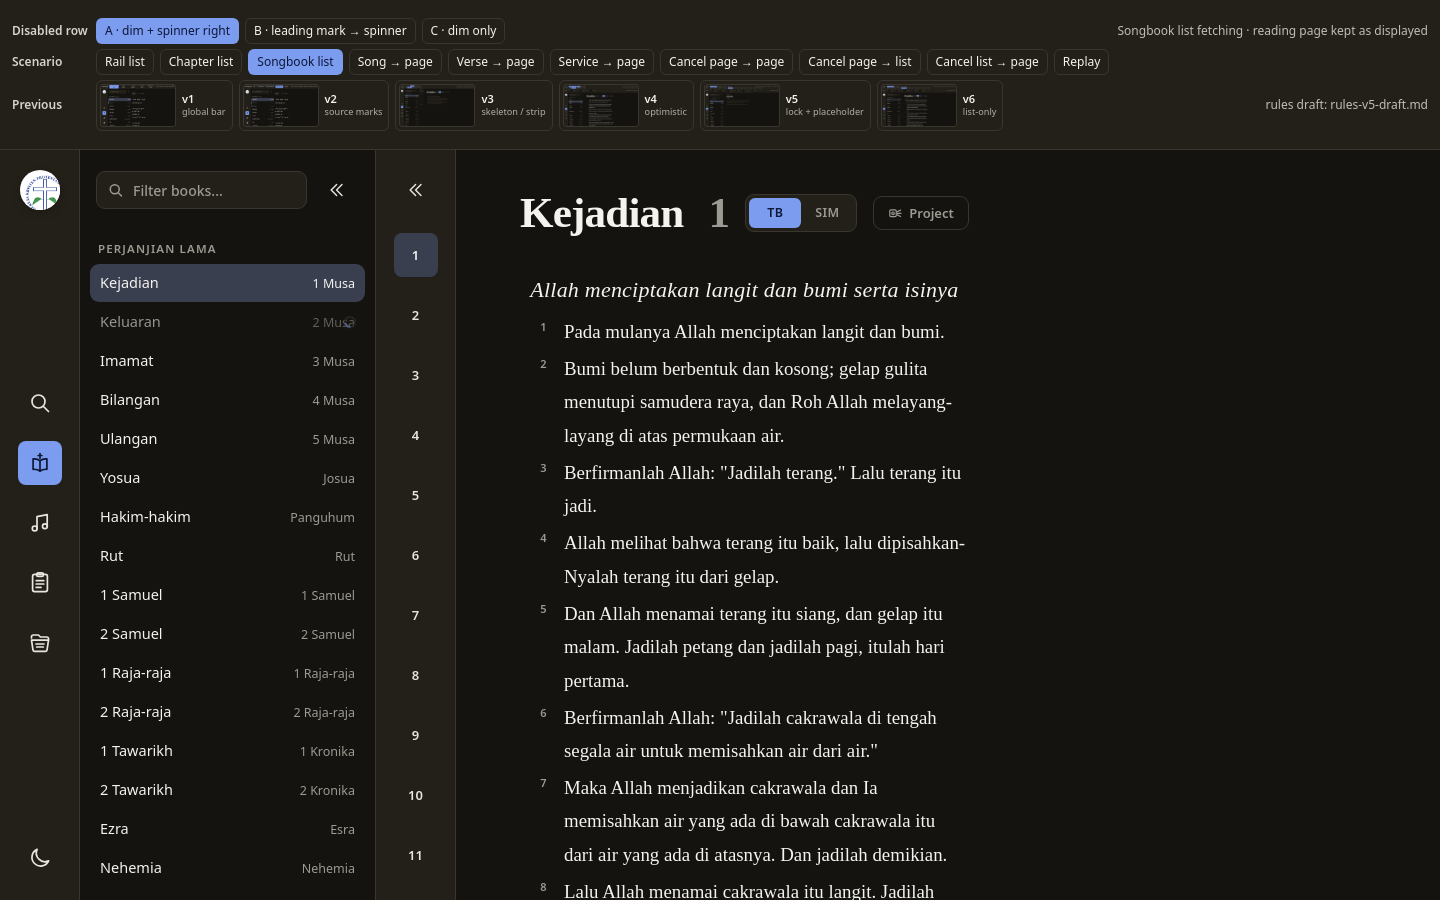 Disabled row
A · dim + spinner right
B · leading mark → spinner
C · dim only
Songbook list fetching · reading page kept as displayed
Scenario
Rail list
Chapter list
Songbook list
Song → page
Verse → page
Service → page
Cancel page → page
Cancel page → list
Cancel list → page
Replay
Previous
v1
global bar
v2
source marks
v3
skeleton / strip
v4
optimistic
v5
lock + placeholder
v6
list-only
rules draft: rules-v5-draft.md
Filter books...
PERJANJIAN LAMA
Kejadian 1 Musa
Keluaran 2 Musa
Imamat 3 Musa
Bilangan 4 Musa
Ulangan 5 Musa
Yosua Josua
Hakim-hakim Panguhum
Rut Rut
1 Samuel 1 Samuel
2 Samuel 2 Samuel
1 Raja-raja 1 Raja-raja
2 Raja-raja 2 Raja-raja
1 Tawarikh 1 Kronika
2 Tawarikh 2 Kronika
Ezra Esra
Nehemia Nehemia
1
2
3
4
5
6
7
8
9
10
11
Kejadian 1
TB SIM
Project
Allah menciptakan langit dan bumi serta isinya
1 Pada mulanya Allah menciptakan langit dan bumi.
2 Bumi belum berbentuk dan kosong; gelap gulita
menutupi samudera raya, dan Roh Allah melayang-
layang di atas permukaan air.
3 Berfirmanlah Allah: "Jadilah terang." Lalu terang itu
jadi.
4 Allah melihat bahwa terang itu baik, lalu dipisahkan-
Nyalah terang itu dari gelap.
5 Dan Allah menamai terang itu siang, dan gelap itu
malam. Jadilah petang dan jadilah pagi, itulah hari
pertama.
6 Berfirmanlah Allah: "Jadilah cakrawala di tengah
segala air untuk memisahkan air dari air."
7 Maka Allah menjadikan cakrawala dan Ia
memisahkan air yang ada di bawah cakrawala itu
dari air yang ada di atasnya. Dan jadilah demikian.
8 Lalu Allah menamai cakrawala itu langit. Jadilah